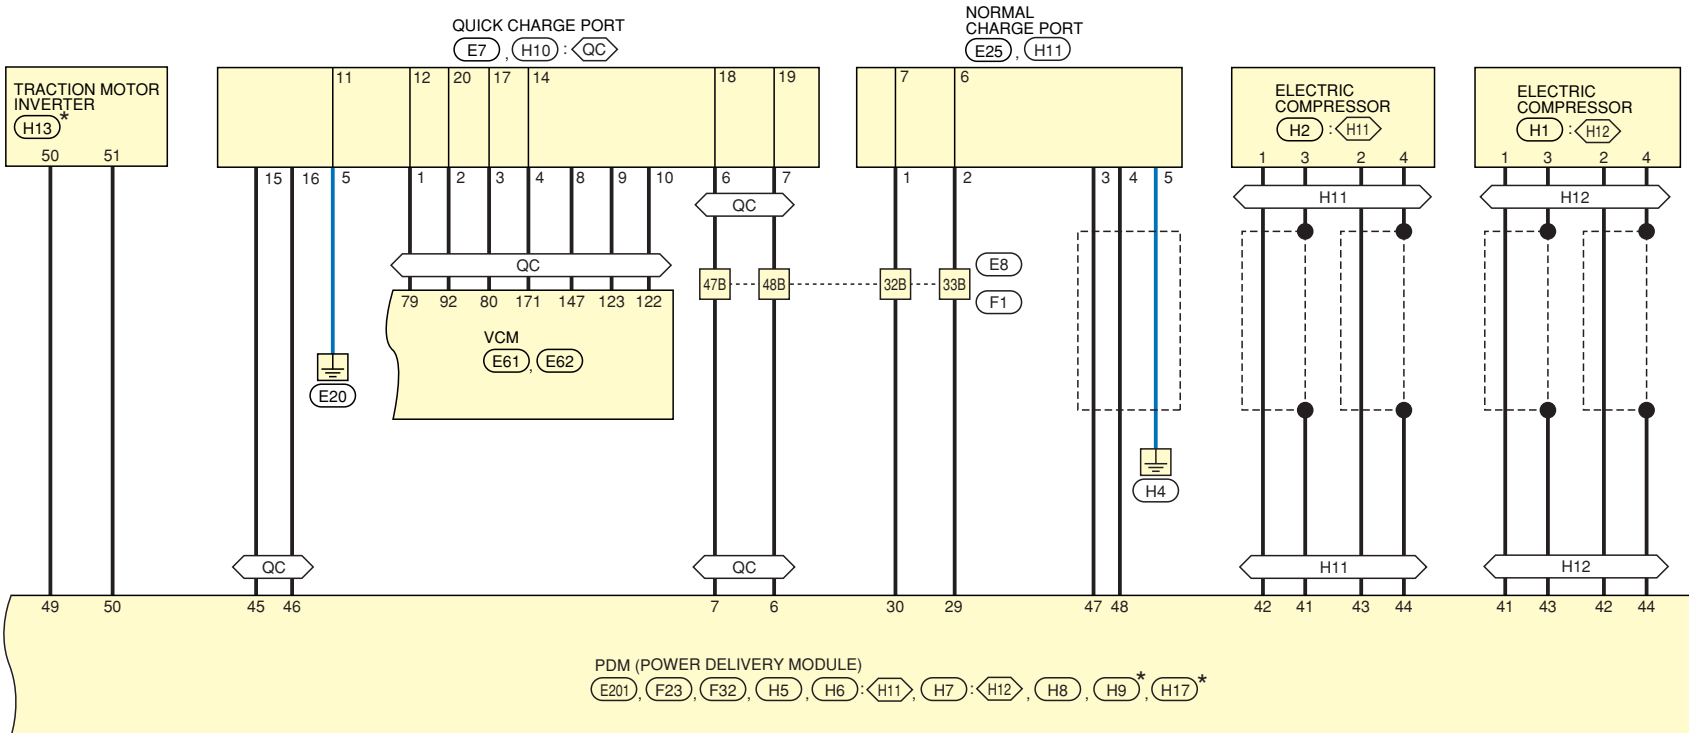 QUICK CHARGE PORT
E7 , H10 : QC
NORMAL
CHARGE PORT
E25 , H11
TRACTION MOTOR
INVERTER
H13 *
50 51
11 12 20 17 14 18 19
7 6
ELECTRIC
COMPRESSOR
H2 : H11
1 3 2 4
ELECTRIC
COMPRESSOR
H1 : H12
1 3 2 4
15 16 5 1 2 3 4 8 9 10 6 7
1 2 3 4 5
QC
H11
H12
QC
47B 48B 32B 33B
E8
F1
79 92 80 171 147 123 122
VCM
E61 , E62
E20
H4
QC
QC
H11
H12
49 50 45 46 7 6 30 29 47 48 42 41 43 44 41 43 42 44
PDM (POWER DELIVERY MODULE)
E201 , F23 , F32 , H5 , H6 : H11 , H7 : H12 , H8 , H9 * , H17 *